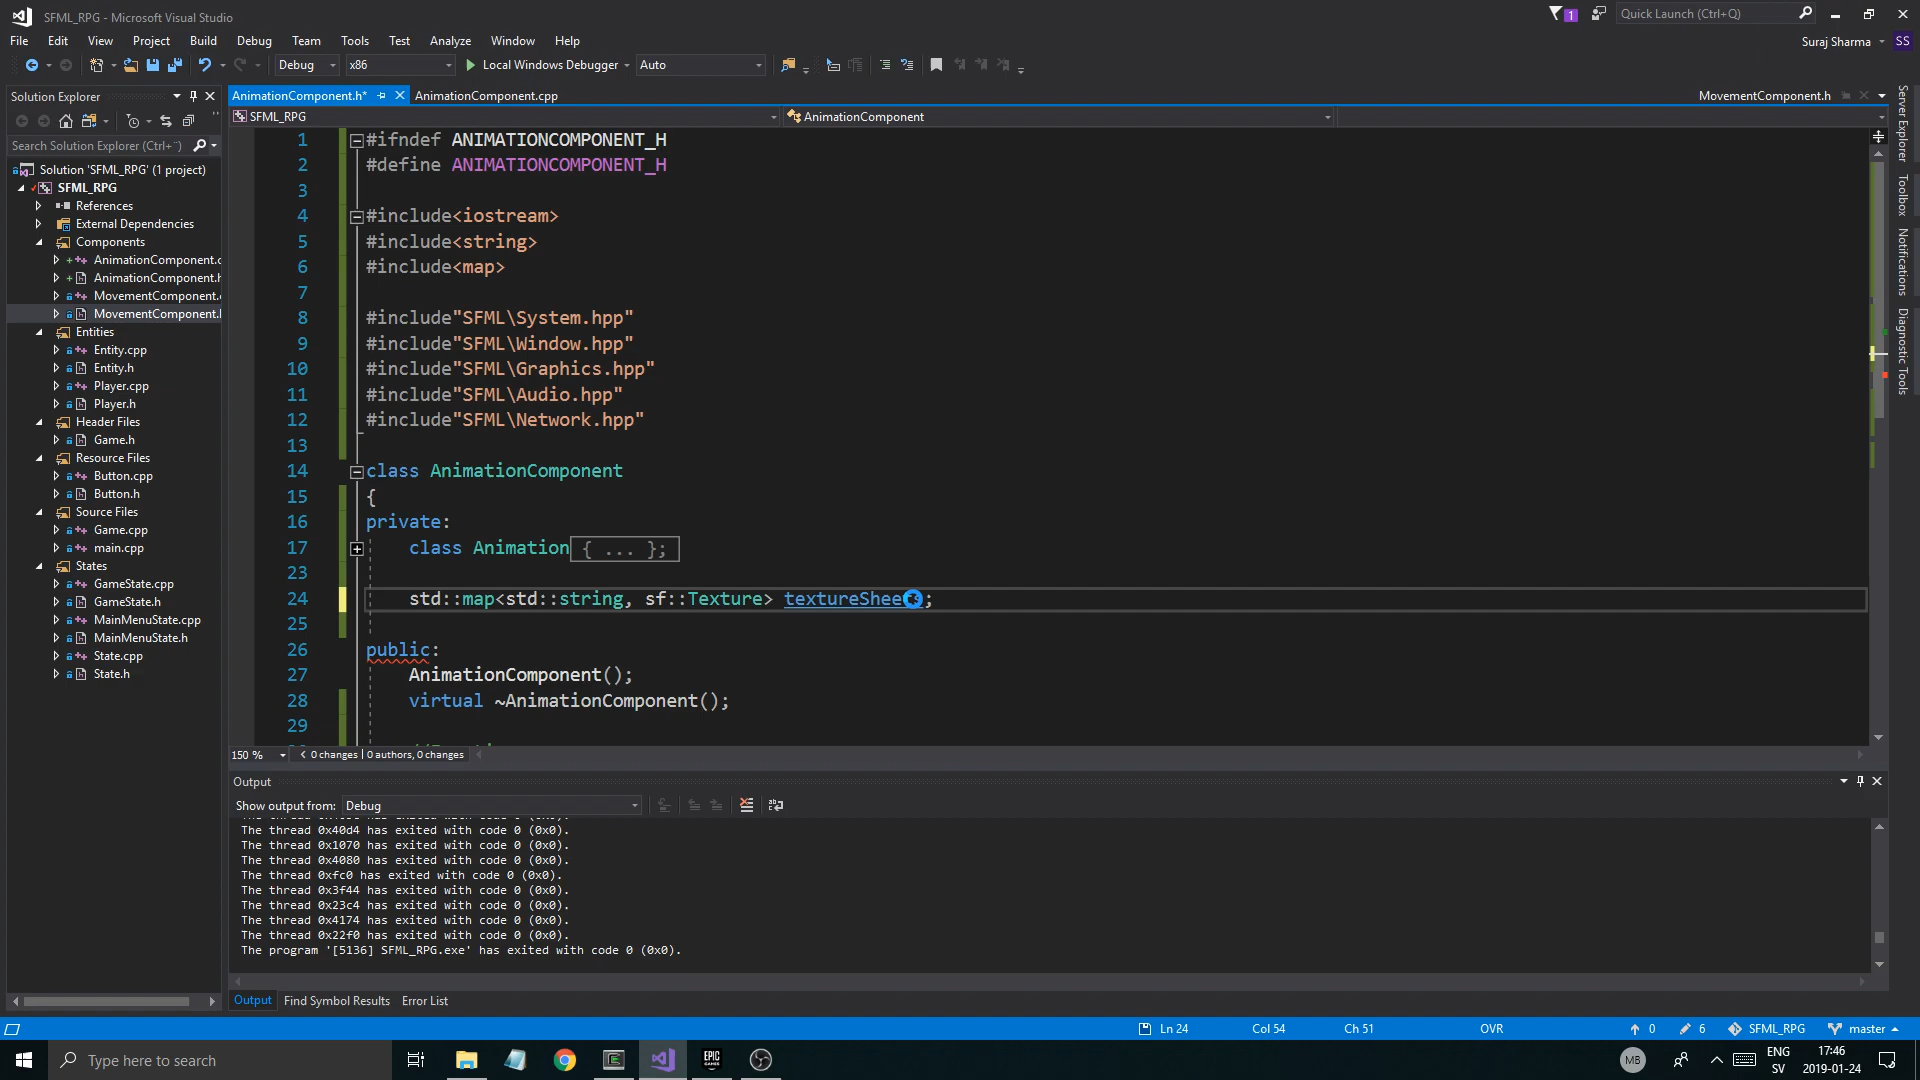 SFML_RPG - Microsoft Visual Studio
1
Quick Launch (Ctrl+Q)
File Edit View Project Build Debug Team Tools Test Analyze Window Help
Suraj Sharma
SS
Debug
x86
Local Windows Debugger
Auto
Solution Explorer
AnimationComponent.h*
AnimationComponent.cpp
MovementComponent.h
SFML_RPG
AnimationComponent
Search Solution Explorer (Ctrl+¨)
Solution 'SFML_RPG' (1 project)
SFML_RPG
References
External Dependencies
Components
AnimationComponent.c
AnimationComponent.h
MovementComponent.c
MovementComponent.h
Entities
Entity.cpp
Entity.h
Player.cpp
Player.h
Header Files
Game.h
Resource Files
Button.cpp
Button.h
Source Files
Game.cpp
main.cpp
States
GameState.cpp
GameState.h
MainMenuState.cpp
MainMenuState.h
State.cpp
State.h
1 #ifndef ANIMATIONCOMPONENT_H
2 #define ANIMATIONCOMPONENT_H
3
4 #include<iostream>
5 #include<string>
6 #include<map>
7
8 #include"SFML\System.hpp"
9 #include"SFML\Window.hpp"
10 #include"SFML\Graphics.hpp"
11 #include"SFML\Audio.hpp"
12 #include"SFML\Network.hpp"
13
14 class AnimationComponent
15 {
16 private:
17 class Animation{ ... };
23
24 std::map<std::string, sf::Texture> textureShee ;
25
26 public:
27 AnimationComponent();
28 virtual ~AnimationComponent();
29
Server Explorer
Toolbox
Notifications
Diagnostic Tools
150 %
0 changes | 0 authors, 0 changes
Output
Show output from: Debug
The thread 0x40d4 has exited with code 0 (0x0).
The thread 0x1070 has exited with code 0 (0x0).
The thread 0x4080 has exited with code 0 (0x0).
The thread 0xfc0 has exited with code 0 (0x0).
The thread 0x3f44 has exited with code 0 (0x0).
The thread 0x23c4 has exited with code 0 (0x0).
The thread 0x4174 has exited with code 0 (0x0).
The thread 0x22f0 has exited with code 0 (0x0).
The program '[5136] SFML_RPG.exe' has exited with code 0 (0x0).
Output Find Symbol Results Error List
Ln 24 Col 54 Ch 51 OVR 0 6 SFML_RPG master
Type here to search
EPIC GAMES
MB
ENG
SV
17:46
2019-01-24